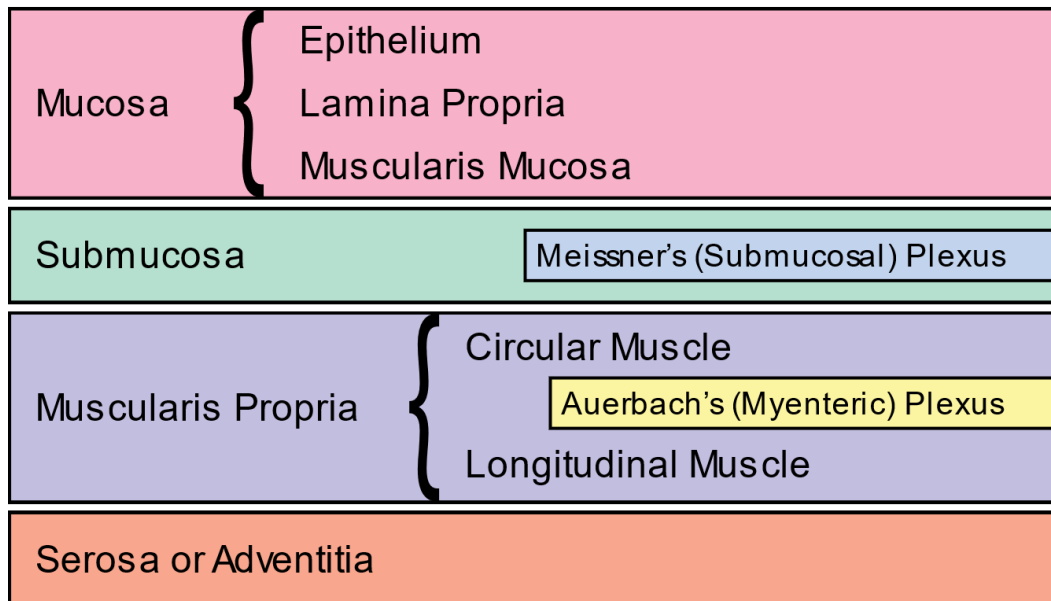 Epithelium
Mucosa
Lamina Propria
Muscularis Mucosa
Submucosa
Meissner's (Submucosal) Plexus
Circular Muscle
Auerbach's (Myenteric) Plexus
Muscularis Propria
Longitudinal Muscle
Serosa or Adventitia